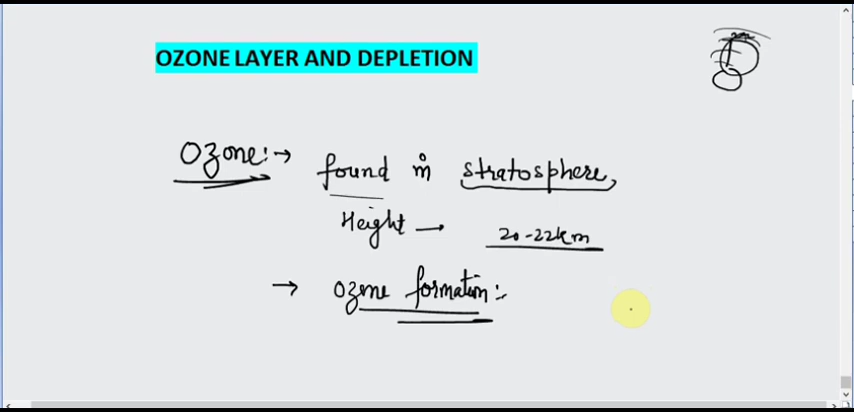 OZONE LAYER AND DEPLETION
Ozone:→ found in stratosphere,
Height — 20-22km
→ ozone formation:-